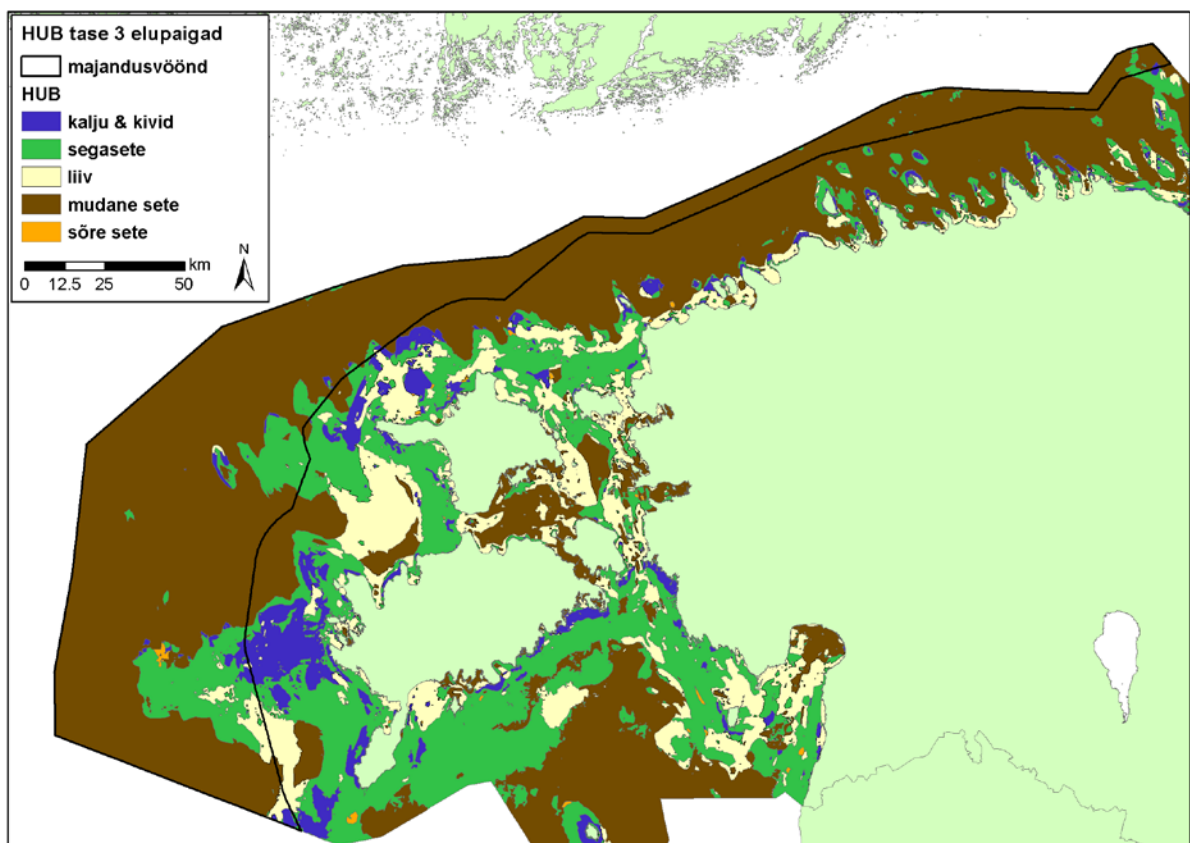 HUB tase 3 elupaigad
majandusvöönd
HUB
kalju & kivid
segasete
liiv
mudane sete
sõre sete
km
0 12.5 25 50
N